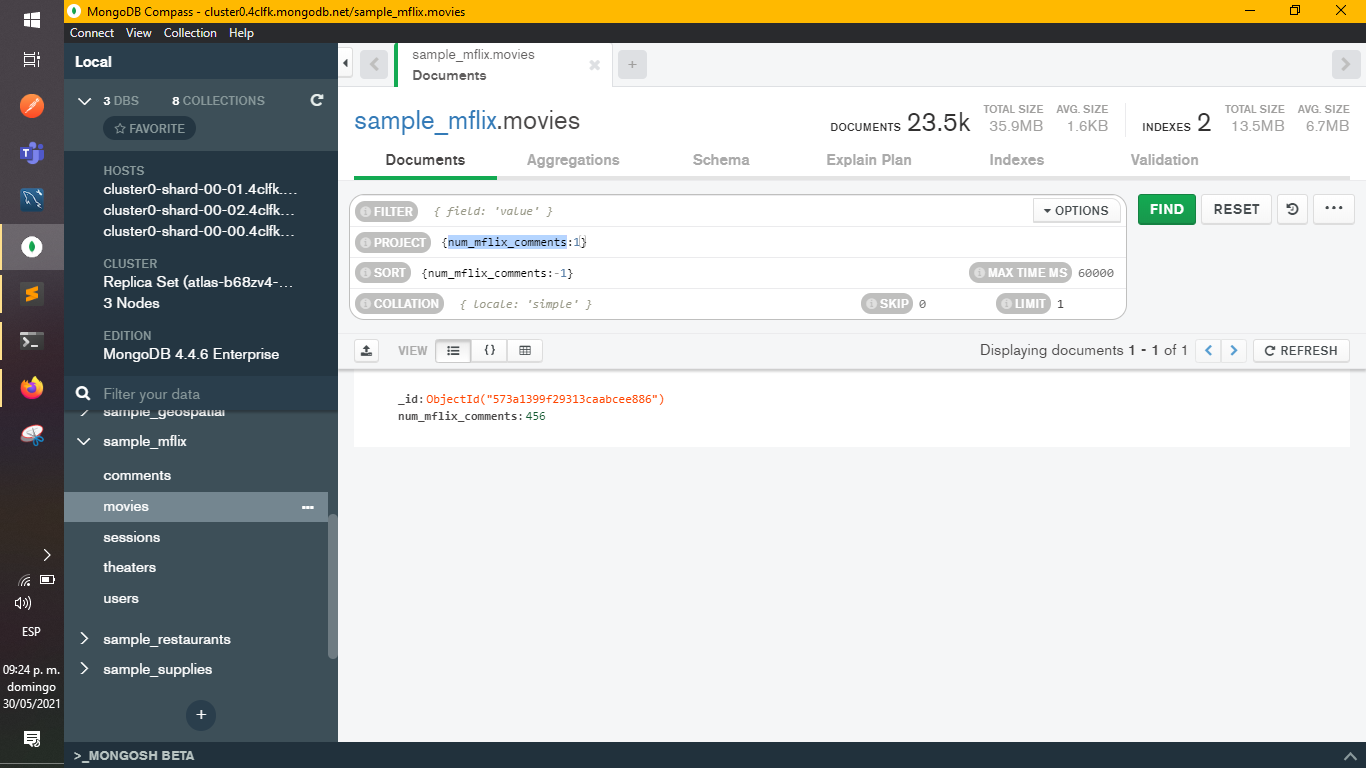 MongoDB Compass - cluster0.4clfk.mongodb.net/sample_mflix.movies
Connect View Collection Help
Local
3 DBS 8 COLLECTIONS
FAVORITE
HOSTS
cluster0-shard-00-01.4clfk....
cluster0-shard-00-02.4clfk...
cluster0-shard-00-00.4clfk...
CLUSTER
Replica Set (atlas-b68zv4-...
3 Nodes
EDITION
MongoDB 4.4.6 Enterprise
Filter your data
sample_geospatial
sample_mflix
comments
movies
sessions
theaters
users
sample_restaurants
sample_supplies
+
>_MONGOSH BETA
sample_mflix.movies
Documents
+
sample_mflix.movies
DOCUMENTS 23.5k
TOTAL SIZE
35.9MB
AVG. SIZE
1.6KB
INDEXES 2
TOTAL SIZE
13.5MB
AVG. SIZE
6.7MB
Documents Aggregations Schema Explain Plan Indexes Validation
FILTER { field: 'value' } OPTIONS
FIND RESET
PROJECT {num_mflix_comments:1}
SORT {num_mflix_comments:-1} MAX TIME MS 60000
COLLATION { locale: 'simple' } SKIP 0 LIMIT 1
VIEW {} Displaying documents 1 - 1 of 1 REFRESH
_id:ObjectId("573a1399f29313caabcee886")
num_mflix_comments:456
ESP
09:24 p. m.
domingo
30/05/2021